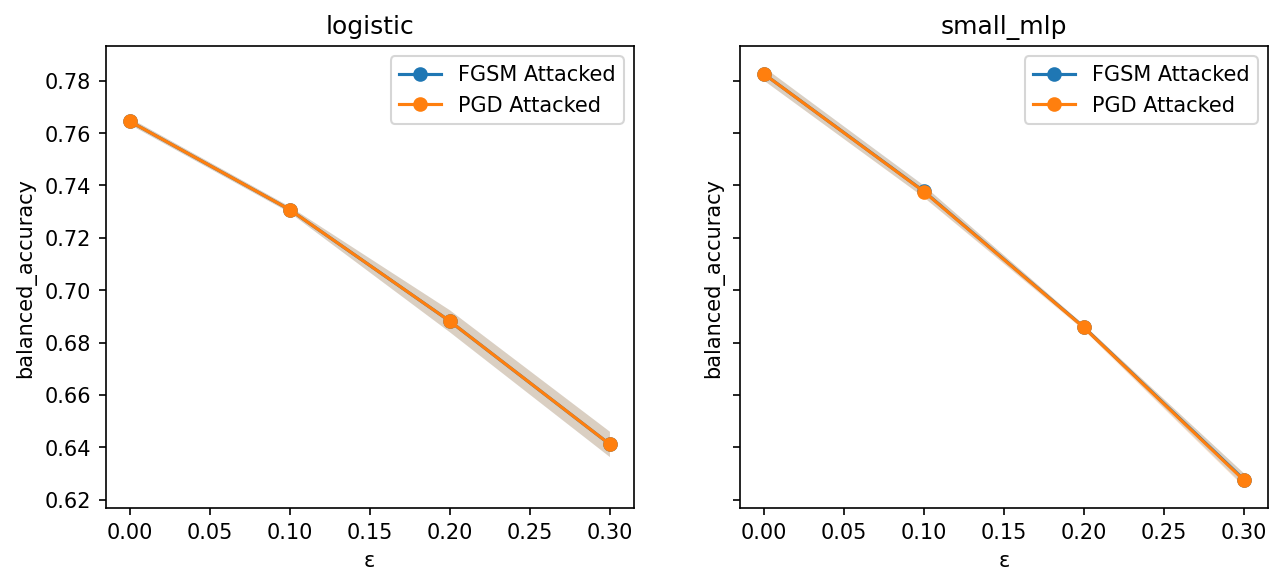 logistic
FGSM Attacked
PGD Attacked
balanced_accuracy
0.78
0.76
0.74
0.72
0.70
0.68
0.66
0.64
0.62
0.00 0.05 0.10 0.15 0.20 0.25 0.30
ε
small_mlp
FGSM Attacked
PGD Attacked
balanced_accuracy
0.00 0.05 0.10 0.15 0.20 0.25 0.30
ε